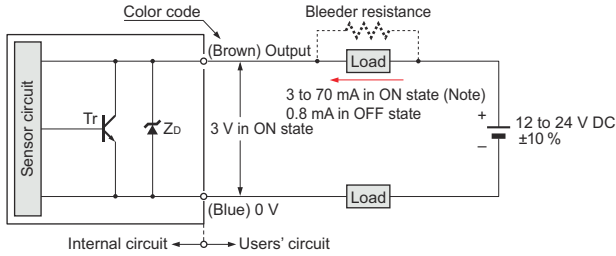 Color code
Bleeder resistance
(Brown) Output
Load
Sensor circuit
Tr
ZD
3 V in ON state
3 to 70 mA in ON state (Note)
0.8 mA in OFF state
+
–
12 to 24 V DC
±10 %
(Blue) 0 V
Load
Internal circuit
Users' circuit